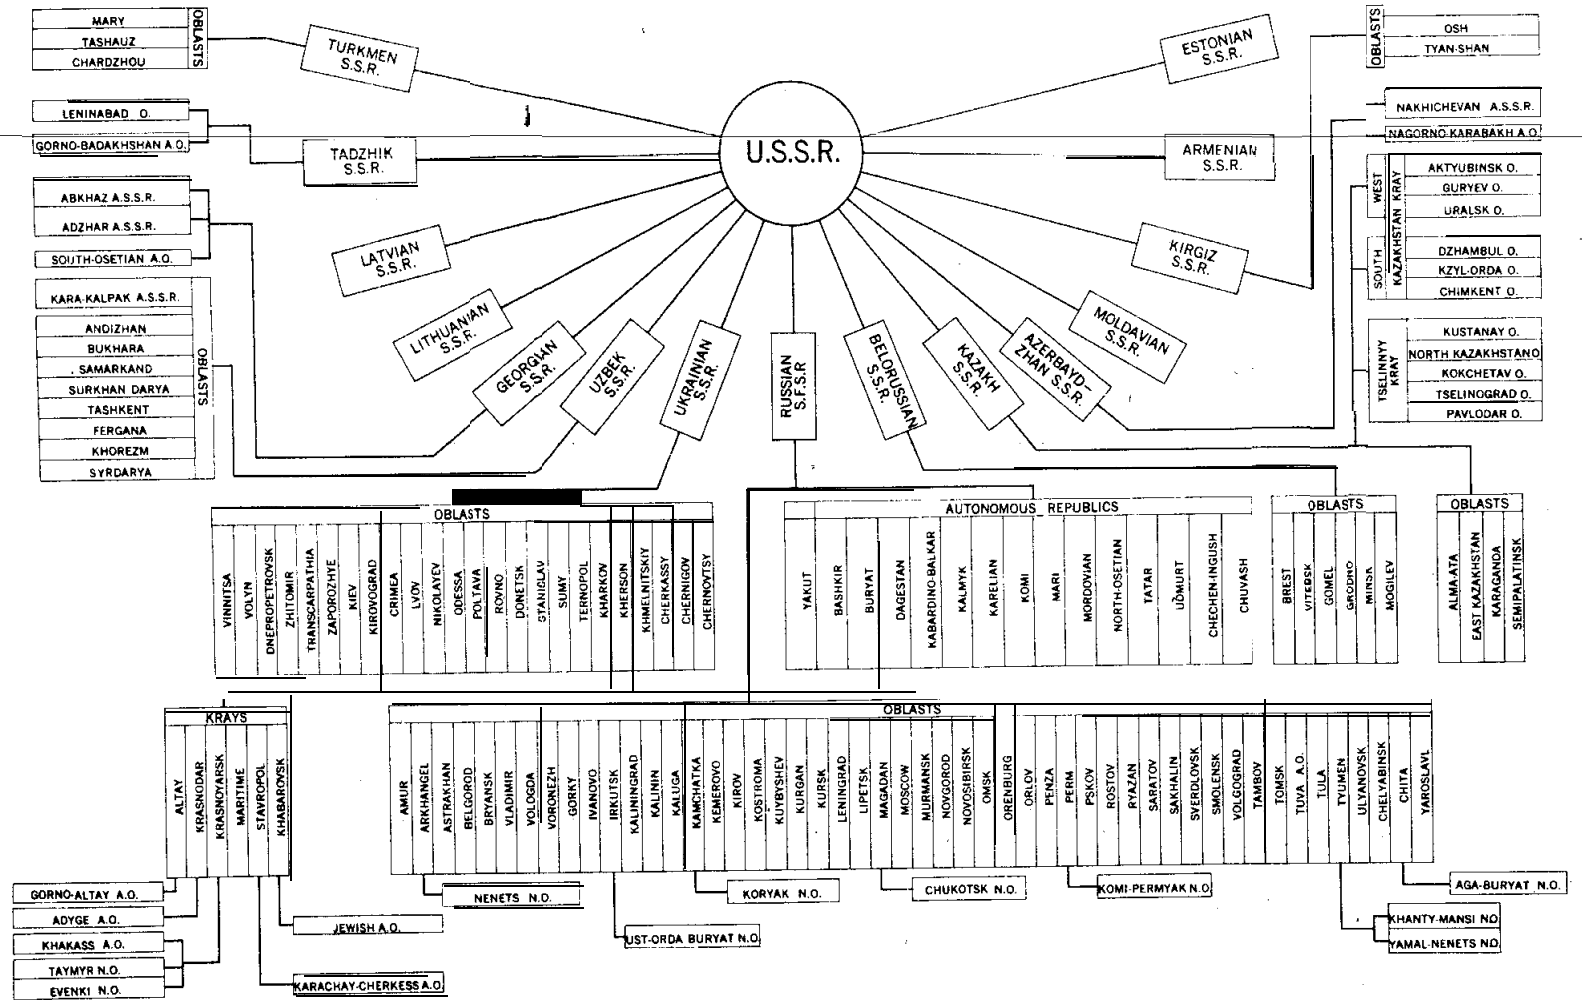 U.S.S.R.
TURKMEN
S.S.R.
OBLASTS
MARY
TASHAUZ
CHARDZHOU
TADZHIK
S.S.R.
LENINABAD O.
GORNO-BADAKHSHAN A.O.
LATVIAN
S.S.R.
LITHUANIAN
S.S.R.
GEORGIAN
S.S.R.
ABKHAZ A.S.S.R.
ADZHAR A.S.S.R.
SOUTH-OSETIAN A.O.
UZBEK
S.S.R.
KARA-KALPAK A.S.S.R.
OBLASTS
ANDIZHAN
BUKHARA
SAMARKAND
SURKHAN DARYA
TASHKENT
FERGANA
KHOREZM
SYRDARYA
UKRAINIAN
S.S.R.
RUSSIAN
S.F.S.R
BELORUSSIAN
S.S.R.
KAZAKH
S.S.R.
AZERBAYD-
ZHAN S.S.R.
MOLDAVIAN
S.S.R.
KIRGIZ
S.S.R.
ARMENIAN
S.S.R.
ESTONIAN
S.S.R.
OBLASTS
OSH
TYAN-SHAN
NAKHICHEVAN A.S.S.R.
NAGORNO-KARABAKH A.O.
WEST
SOUTH
KAZAKHSTAN KRAY
AKTYUBINSK O.
GURYEV O.
URALSK O.
DZHAMBUL O.
KZYL-ORDA O.
CHIMKENT O.
TSELINNYY
KRAY
KUSTANAY O.
NORTH KAZAKHSTANO
KOKCHETAV O.
TSELINOGRAD O.
PAVLODAR O.
OBLASTS
VINNITSA
VOLYN
DNEPROPETROVSK
ZHITOMIR
TRANSCARPATHIA
ZAPOROZHYE
KIEV
KIROVOGRAD
CRIMEA
LVOV
NIKOLAYEV
ODESSA
POLTAVA
ROVNO
DONETSK
STANISLAV
SUMY
TERNOPOL
KHARKOV
KHERSON
KHMELNITSKIY
CHERKASSY
CHERNIGOV
CHERNOVTSY
AUTONOMOUS REPUBLICS
YAKUT
BASHKIR
BURYAT
DAGESTAN
KABARDINO-BALKAR
KALMYK
KARELIAN
KOMI
MARI
MORDOVIAN
NORTH-OSETIAN
TATAR
UDMURT
CHECHEN-INGUSH
CHUVASH
OBLASTS
BREST
VITEBSK
GOMEL
GRODNO
MINSK
MOGILEV
OBLASTS
ALMA-ATA
EAST KAZAKHSTAN
KARAGANDA
SEMIPALATINSK
KRAYS
ALTAY
KRASNODAR
KRASNOYARSK
MARITIME
STAVROPOL
KHABAROVSK
OBLASTS
AMUR
ARKHANGEL
ASTRAKHAN
BELGOROD
BRYANSK
VLADIMIR
VOLOGDA
VORONEZH
GORKY
IVANOVO
IRKUTSK
KALININGRAD
KALININ
KALUGA
KAMCHATKA
KEMEROVO
KIROV
KOSTROMA
KUYBYSHEV
KURGAN
KURSK
LENINGRAD
LIPETSK
MAGADAN
MOSCOW
MURMANSK
NOVGOROD
NOVOSIBIRSK
OMSK
ORENBURG
ORLOV
PENZA
PERM
PSKOV
ROSTOV
RYAZAN
SARATOV
SAKHALIN
SVERDLOVSK
SMOLENSK
VOLGOGRAD
TAMBOV
TOMSK
TUVA A.O.
TULA
TYUMEN
ULYANOVSK
CHELYABINSK
CHITA
YAROSLAVL
GORNO-ALTAY A.O.
ADYGE A.O.
KHAKASS A.O.
TAYMYR N.O.
EVENKI N.O.
JEWISH A.O.
KARACHAY-CHERKESS A.O.
NENETS N.O.
UST-ORDA BURYAT N.O.
KORYAK N.O.
CHUKOTSK N.O.
KOMI-PERMYAK N.O.
AGA-BURYAT N.O.
KHANTY-MANSI N.O.
YAMAL-NENETS N.O.